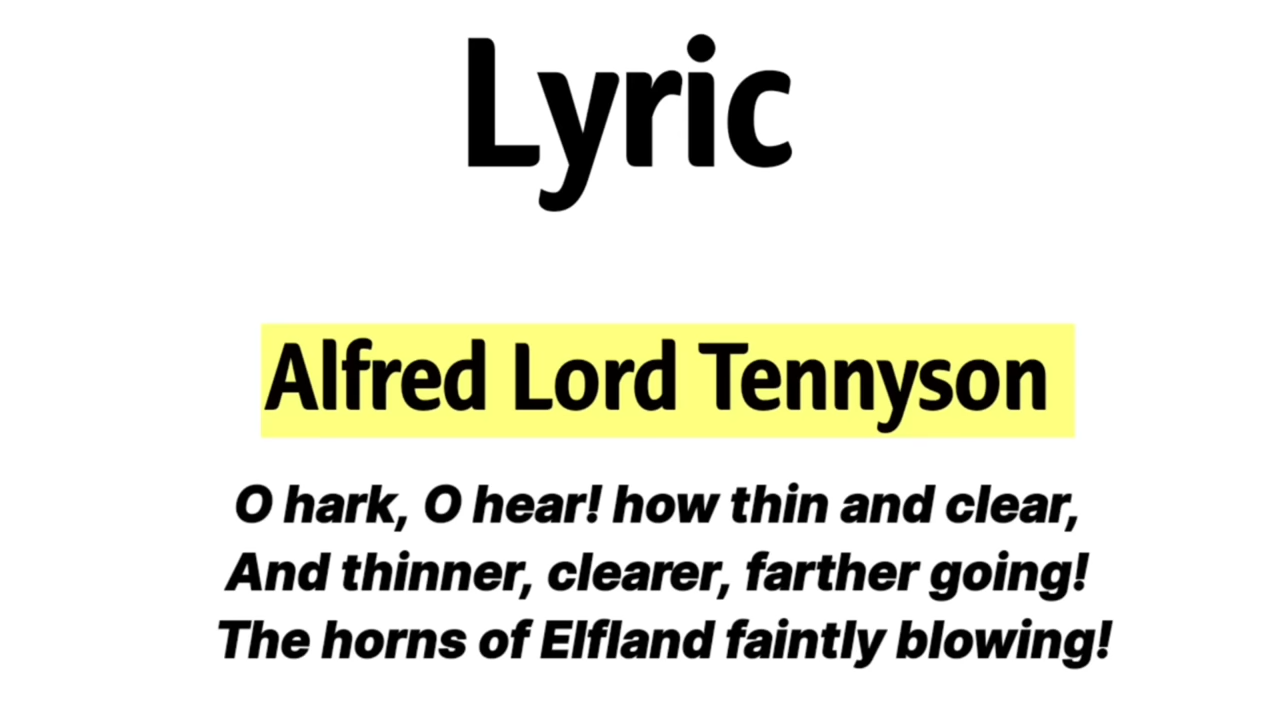 Lyric
Alfred Lord Tennyson
O hark, O hear! how thin and clear,
And thinner, clearer, farther going!
The horns of Elfland faintly blowing!